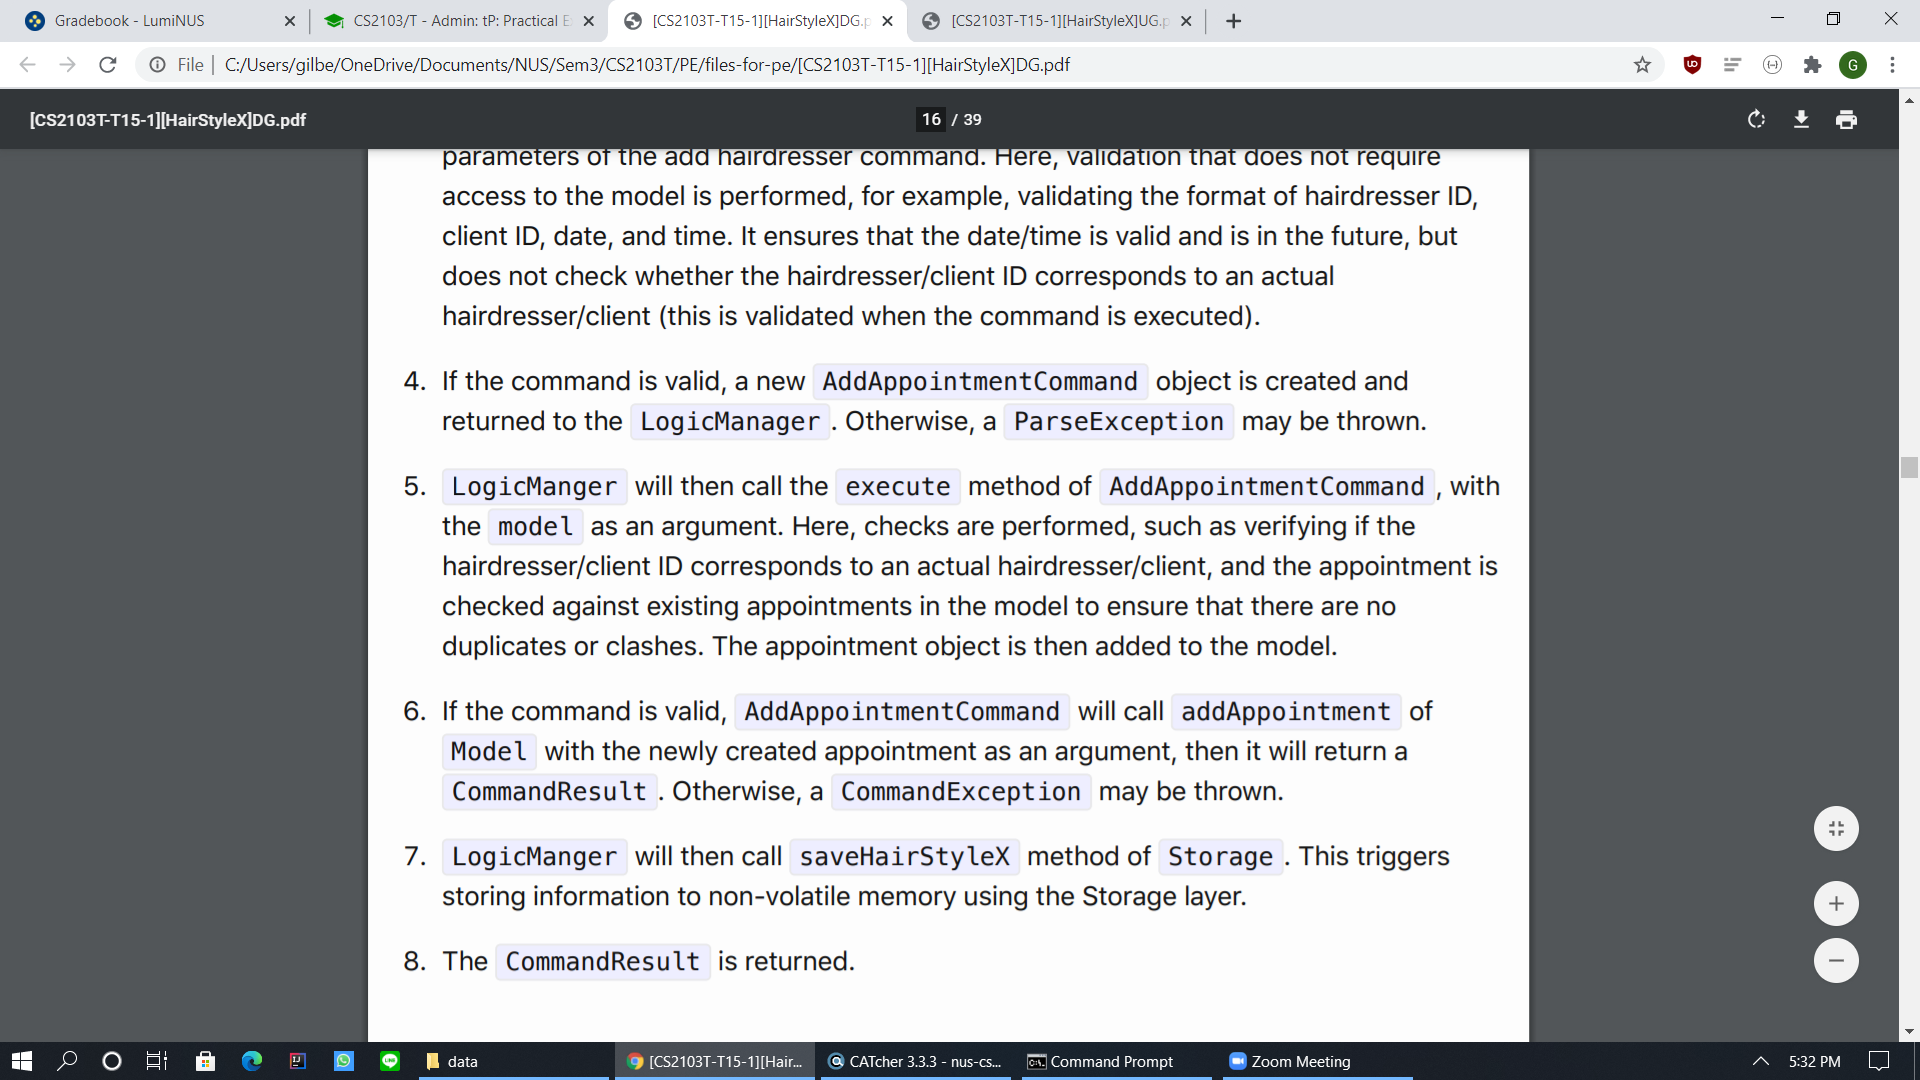 Gradebook - LumiNUS
CS2103/T - Admin: tP: Practical E
[CS2103T-T15-1][HairStyleX]DG.p
[CS2103T-T15-1][HairStyleX]UG.p
File
C:/Users/gilbe/OneDrive/Documents/NUS/Sem3/CS2103T/PE/files-for-pe/[CS2103T-T15-1][HairStyleX]DG.pdf
G
[CS2103T-T15-1][HairStyleX]DG.pdf
16 / 39
parameters of the add hairdresser command. Here, validation that does not require
access to the model is performed, for example, validating the format of hairdresser ID,
client ID, date, and time. It ensures that the date/time is valid and is in the future, but
does not check whether the hairdresser/client ID corresponds to an actual
hairdresser/client (this is validated when the command is executed).
4. If the command is valid, a new AddAppointmentCommand object is created and
returned to the LogicManager. Otherwise, a ParseException may be thrown.
5. LogicManger will then call the execute method of AddAppointmentCommand, with
the model as an argument. Here, checks are performed, such as verifying if the
hairdresser/client ID corresponds to an actual hairdresser/client, and the appointment is
checked against existing appointments in the model to ensure that there are no
duplicates or clashes. The appointment object is then added to the model.
6. If the command is valid, AddAppointmentCommand will call addAppointment of
Model with the newly created appointment as an argument, then it will return a
CommandResult. Otherwise, a CommandException may be thrown.
7. LogicManger will then call saveHairStyleX method of Storage. This triggers
storing information to non-volatile memory using the Storage layer.
8. The CommandResult is returned.
data
[CS2103T-T15-1][Hair...
CATcher 3.3.3 - nus-cs...
Command Prompt
Zoom Meeting
5:32 PM